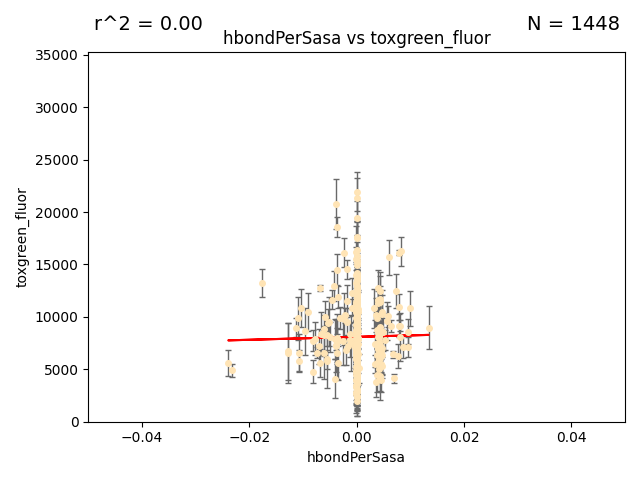 r^2 = 0.00
N = 1448
hbondPerSasa vs toxgreen_fluor
35000
30000
25000
20000
15000
10000
5000
0
toxgreen_fluor
−0.04
−0.02
0.00
0.02
0.04
hbondPerSasa